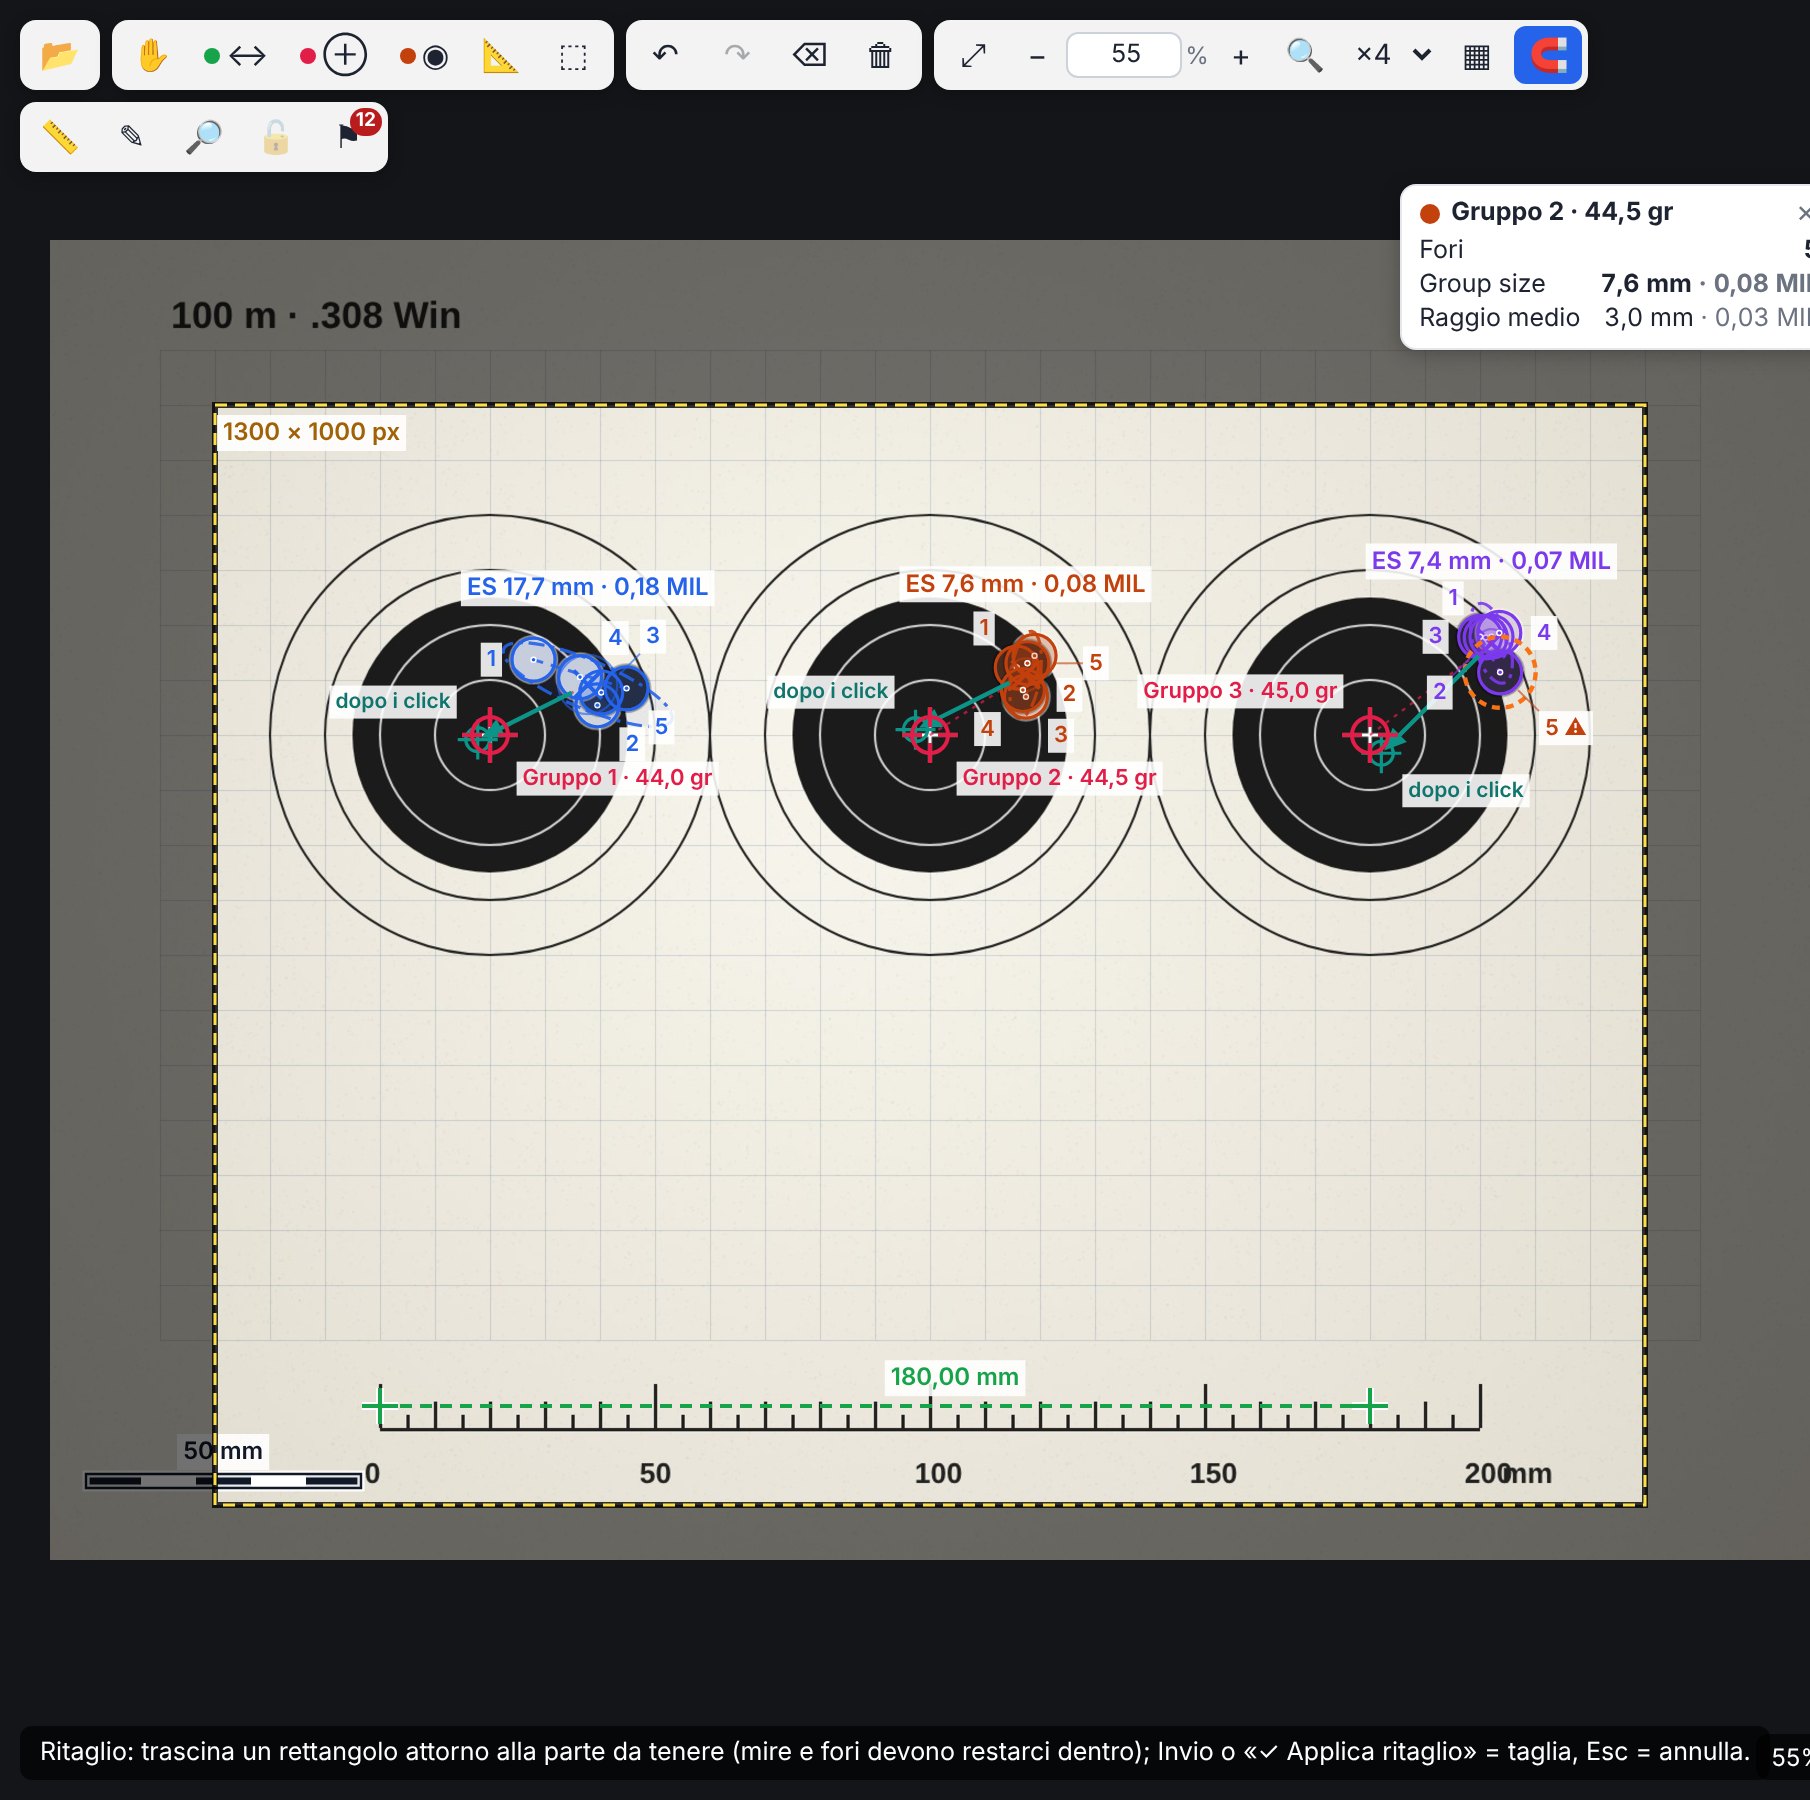 55 %
×4
12
Gruppo 2 · 44,5 gr
Fori
Group size 7,6 mm · 0,08
Raggio medio 3,0 mm · 0,03
100 m · .308 Win
1300 × 1000 px
ES 17,7 mm · 0,18 MIL
ES 7,6 mm · 0,08 MIL
ES 7,4 mm · 0,07 MIL
1
4
3
1
5
2
dopo i click
Gruppo 1 · 44,0 gr
1
5
2
4
3
dopo i click
Gruppo 2 · 44,5 gr
1
3
4
2
5
Gruppo 3 · 45,0 gr
dopo i click
180,00 mm
50 mm
0 50 100 150 200 mm
Ritaglio: trascina un rettangolo attorno alla parte da tenere (mire e fori devono restarci dentro); Invio o «✓ Applica ritaglio» = taglia, Esc = annulla.
55%